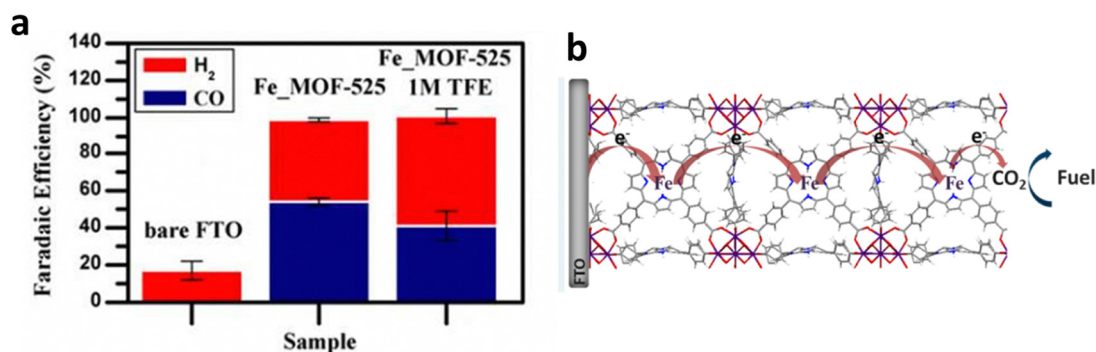 a
Faradaic Efficiency (%)
140
120
100
80
60
40
20
0
H₂
CO
bare FTO
Fe_MOF-525
Fe_MOF-525
1M TFE
Sample
b
FTO
e⁻
e⁻
e⁻
e⁻
Fe
Fe
Fe
CO₂
Fuel